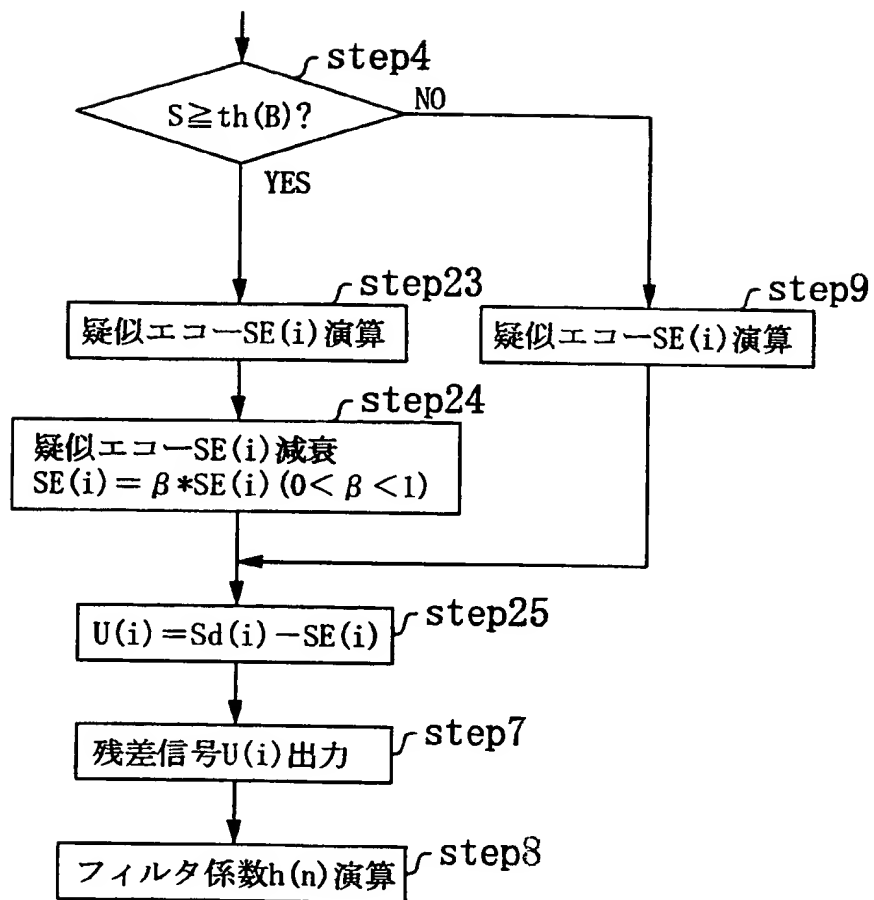 step4
S≧th(B)?
NO
YES
step23
疑似エコーSE(i)演算
step9
疑似エコーSE(i)演算
step24
疑似エコーSE(i)減衰
SE(i)=β*SE(i)(0<β<1)
step25
U(i)=Sd(i)-SE(i)
step7
残差信号U(i)出力
step8
フィルタ係数h(n)演算